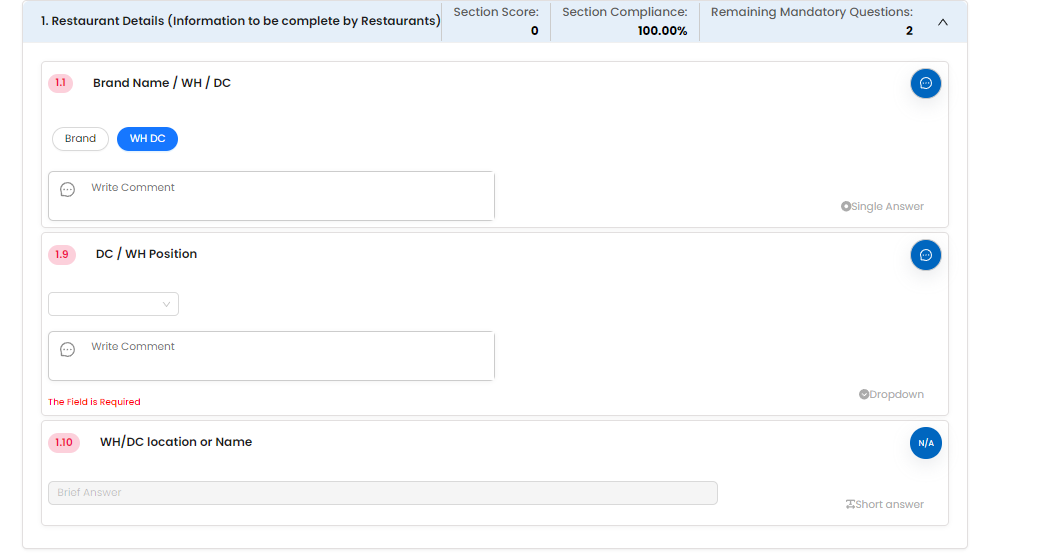 1. Restaurant Details (Information to be complete by Restaurants)
Section Score:
0
Section Compliance:
100.00%
Remaining Mandatory Questions:
2
1.1 Brand Name / WH / DC
Brand WH DC
Write Comment
Single Answer
1.9 DC / WH Position
Write Comment
The Field is Required
Dropdown
1.10 WH/DC location or Name
N/A
Brief Answer
Short answer